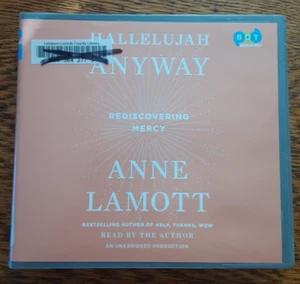 HALLELUJAH
ANYWAY
REDISCOVERING
MERCY
ANNE
LAMOTT
BESTSELLING AUTHOR OF HELP, THANKS, WOW
READ BY THE AUTHOR
AN UNABRIDGED PRODUCTION
BOT